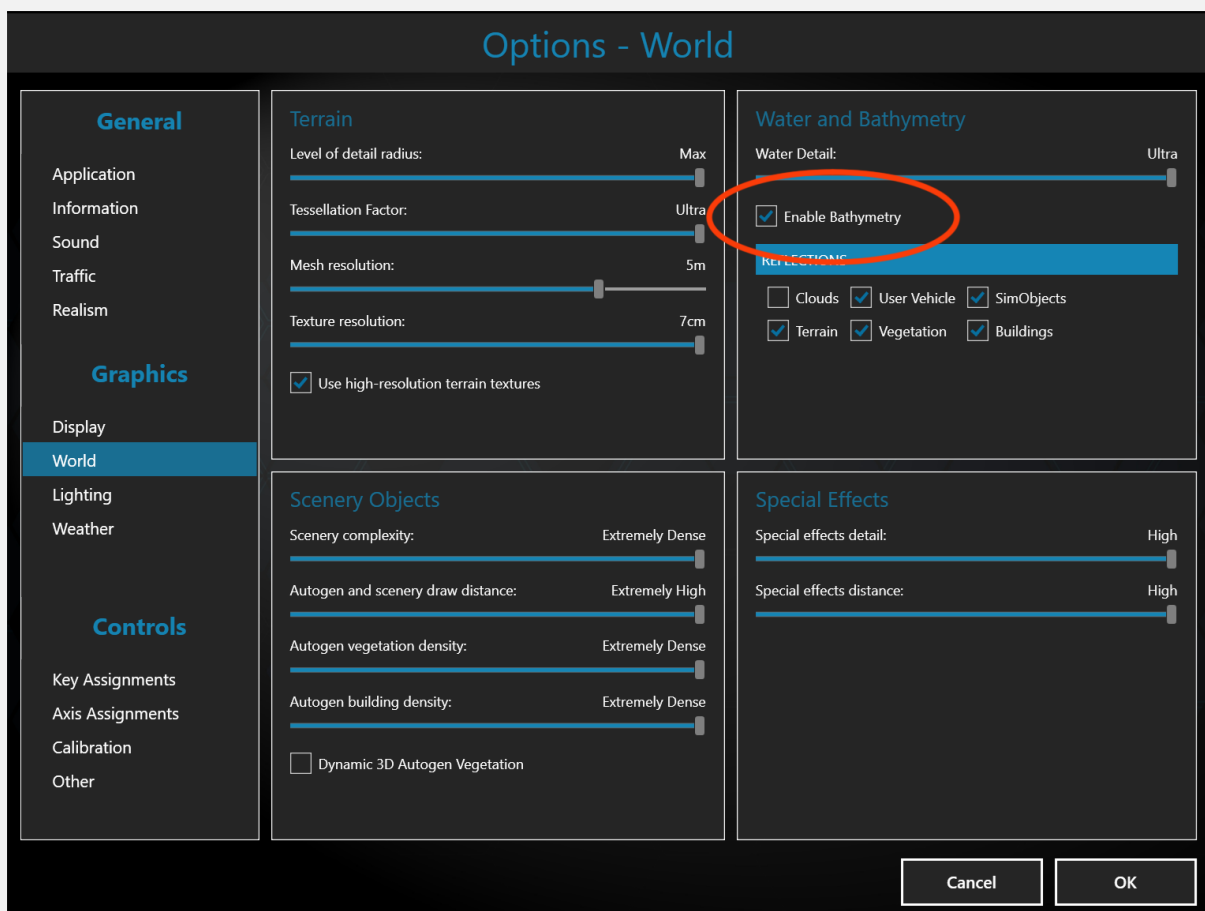 Options - World
General
Application
Information
Sound
Traffic
Realism
Graphics
Display
World
Lighting
Weather
Controls
Key Assignments
Axis Assignments
Calibration
Other
Terrain
Level of detail radius: Max
Tessellation Factor: Ultra
Mesh resolution: 5m
Texture resolution: 7cm
Use high-resolution terrain textures
Water and Bathymetry
Water Detail: Ultra
Enable Bathymetry
REFLECTIONS
Clouds User Vehicle SimObjects
Terrain Vegetation Buildings
Scenery Objects
Scenery complexity: Extremely Dense
Autogen and scenery draw distance: Extremely High
Autogen vegetation density: Extremely Dense
Autogen building density: Extremely Dense
Dynamic 3D Autogen Vegetation
Special Effects
Special effects detail: High
Special effects distance: High
Cancel OK